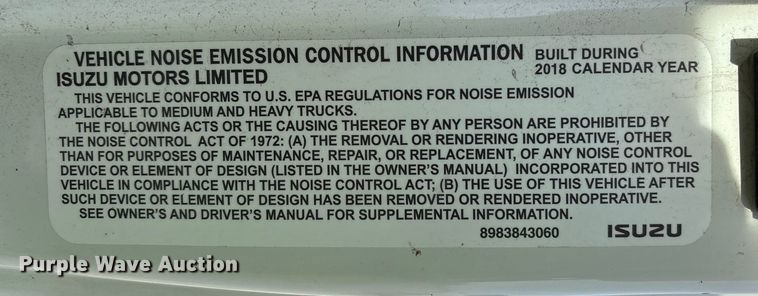 VEHICLE NOISE EMISSION CONTROL INFORMATION BUILT DURING
ISUZU MOTORS LIMITED 2018 CALENDAR YEAR
THIS VEHICLE CONFORMS TO U.S. EPA REGULATIONS FOR NOISE EMISSION
APPLICABLE TO MEDIUM AND HEAVY TRUCKS.
THE FOLLOWING ACTS OR THE CAUSING THEREOF BY ANY PERSON ARE PROHIBITED BY
THE NOISE CONTROL ACT OF 1972: (A) THE REMOVAL OR RENDERING INOPERATIVE, OTHER
THAN FOR PURPOSES OF MAINTENANCE, REPAIR, OR REPLACEMENT, OF ANY NOISE CONTROL
DEVICE OR ELEMENT OF DESIGN (LISTED IN THE OWNER'S MANUAL) INCORPORATED INTO THIS
VEHICLE IN COMPLIANCE WITH THE NOISE CONTROL ACT; (B) THE USE OF THIS VEHICLE AFTER
SUCH DEVICE OR ELEMENT OF DESIGN HAS BEEN REMOVED OR RENDERED INOPERATIVE.
SEE OWNER'S AND DRIVER'S MANUAL FOR SUPPLEMENTAL INFORMATION.
8983843060 ISUZU
Purple Wave Auction